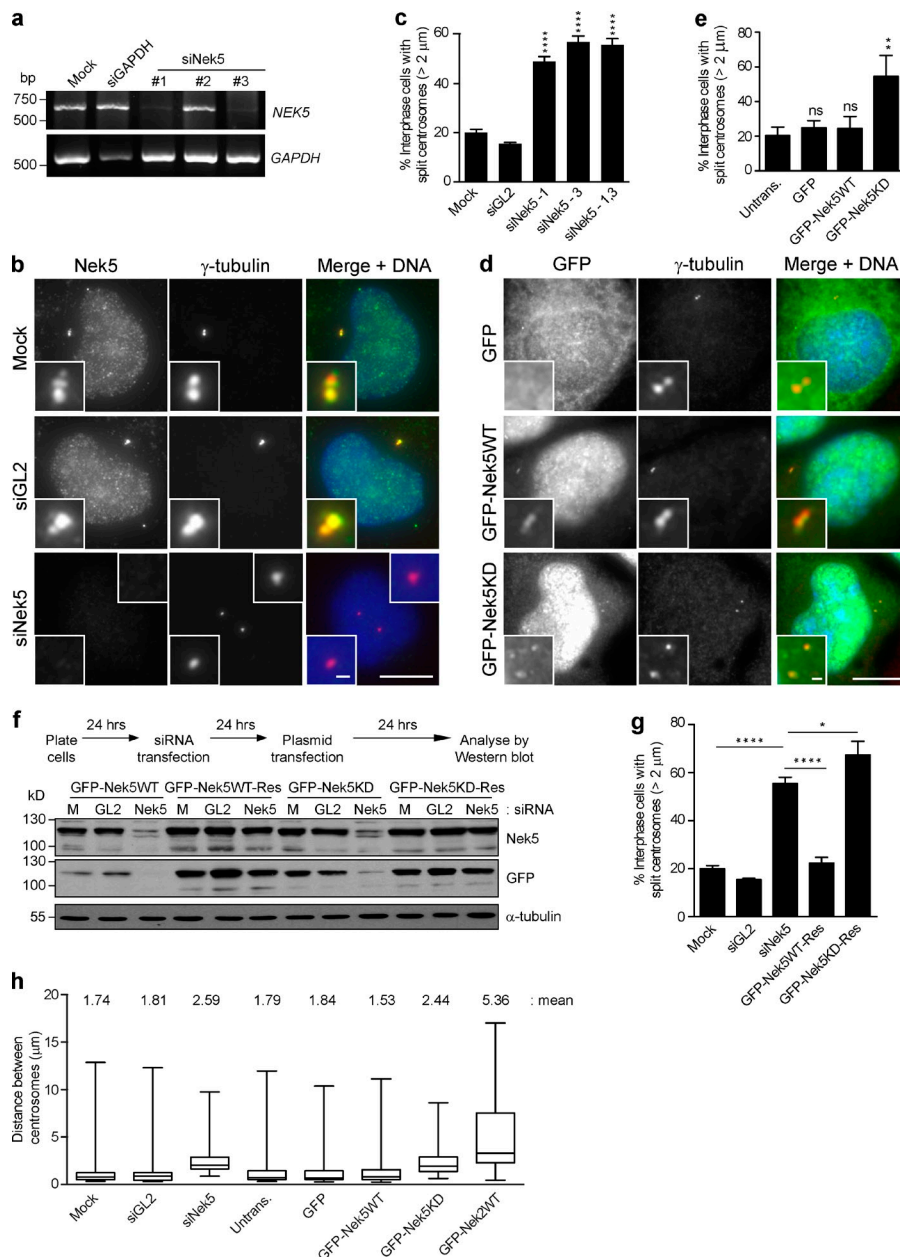 a
Mock
siGAPDH
siNek5
bp
#1 #2 #3
750
500
NEK5
500
GAPDH
c
% Interphase cells with
split centrosomes (> 2 μm)
60
40
20
0
****
****
****
Mock
siGL2
siNek5 - 1
siNek5 - 3
siNek5 - 1,3
e
% Interphase cells with
split centrosomes (> 2 μm)
80
60
40
20
0
ns
ns
**
Untrans.
GFP
GFP-Nek5WT
GFP-Nek5KD
b
Nek5 γ-tubulin Merge + DNA
Mock
siGL2
siNek5
d
GFP γ-tubulin Merge + DNA
GFP
GFP-Nek5WT
GFP-Nek5KD
f
24 hrs 24 hrs 24 hrs
Plate siRNA Plasmid Analyse by
cells transfection transfection Western blot
GFP-Nek5WT GFP-Nek5WT-Res GFP-Nek5KD GFP-Nek5KD-Res
kD
M GL2 Nek5 M GL2 Nek5 M GL2 Nek5 M GL2 Nek5 : siRNA
130
100
Nek5
130
100
GFP
55
α-tubulin
g
% Interphase cells with
split centrosomes (> 2 μm)
80
60
40
20
0
****
*
****
Mock
siGL2
siNek5
GFP-Nek5WT-Res
GFP-Nek5KD-Res
h
Distance between
centrosomes (μm)
20
15
10
5
0
1.74 1.81 2.59 1.79 1.84 1.53 2.44 5.36 : mean
Mock
siGL2
siNek5
Untrans.
GFP
GFP-Nek5WT
GFP-Nek5KD
GFP-Nek2WT